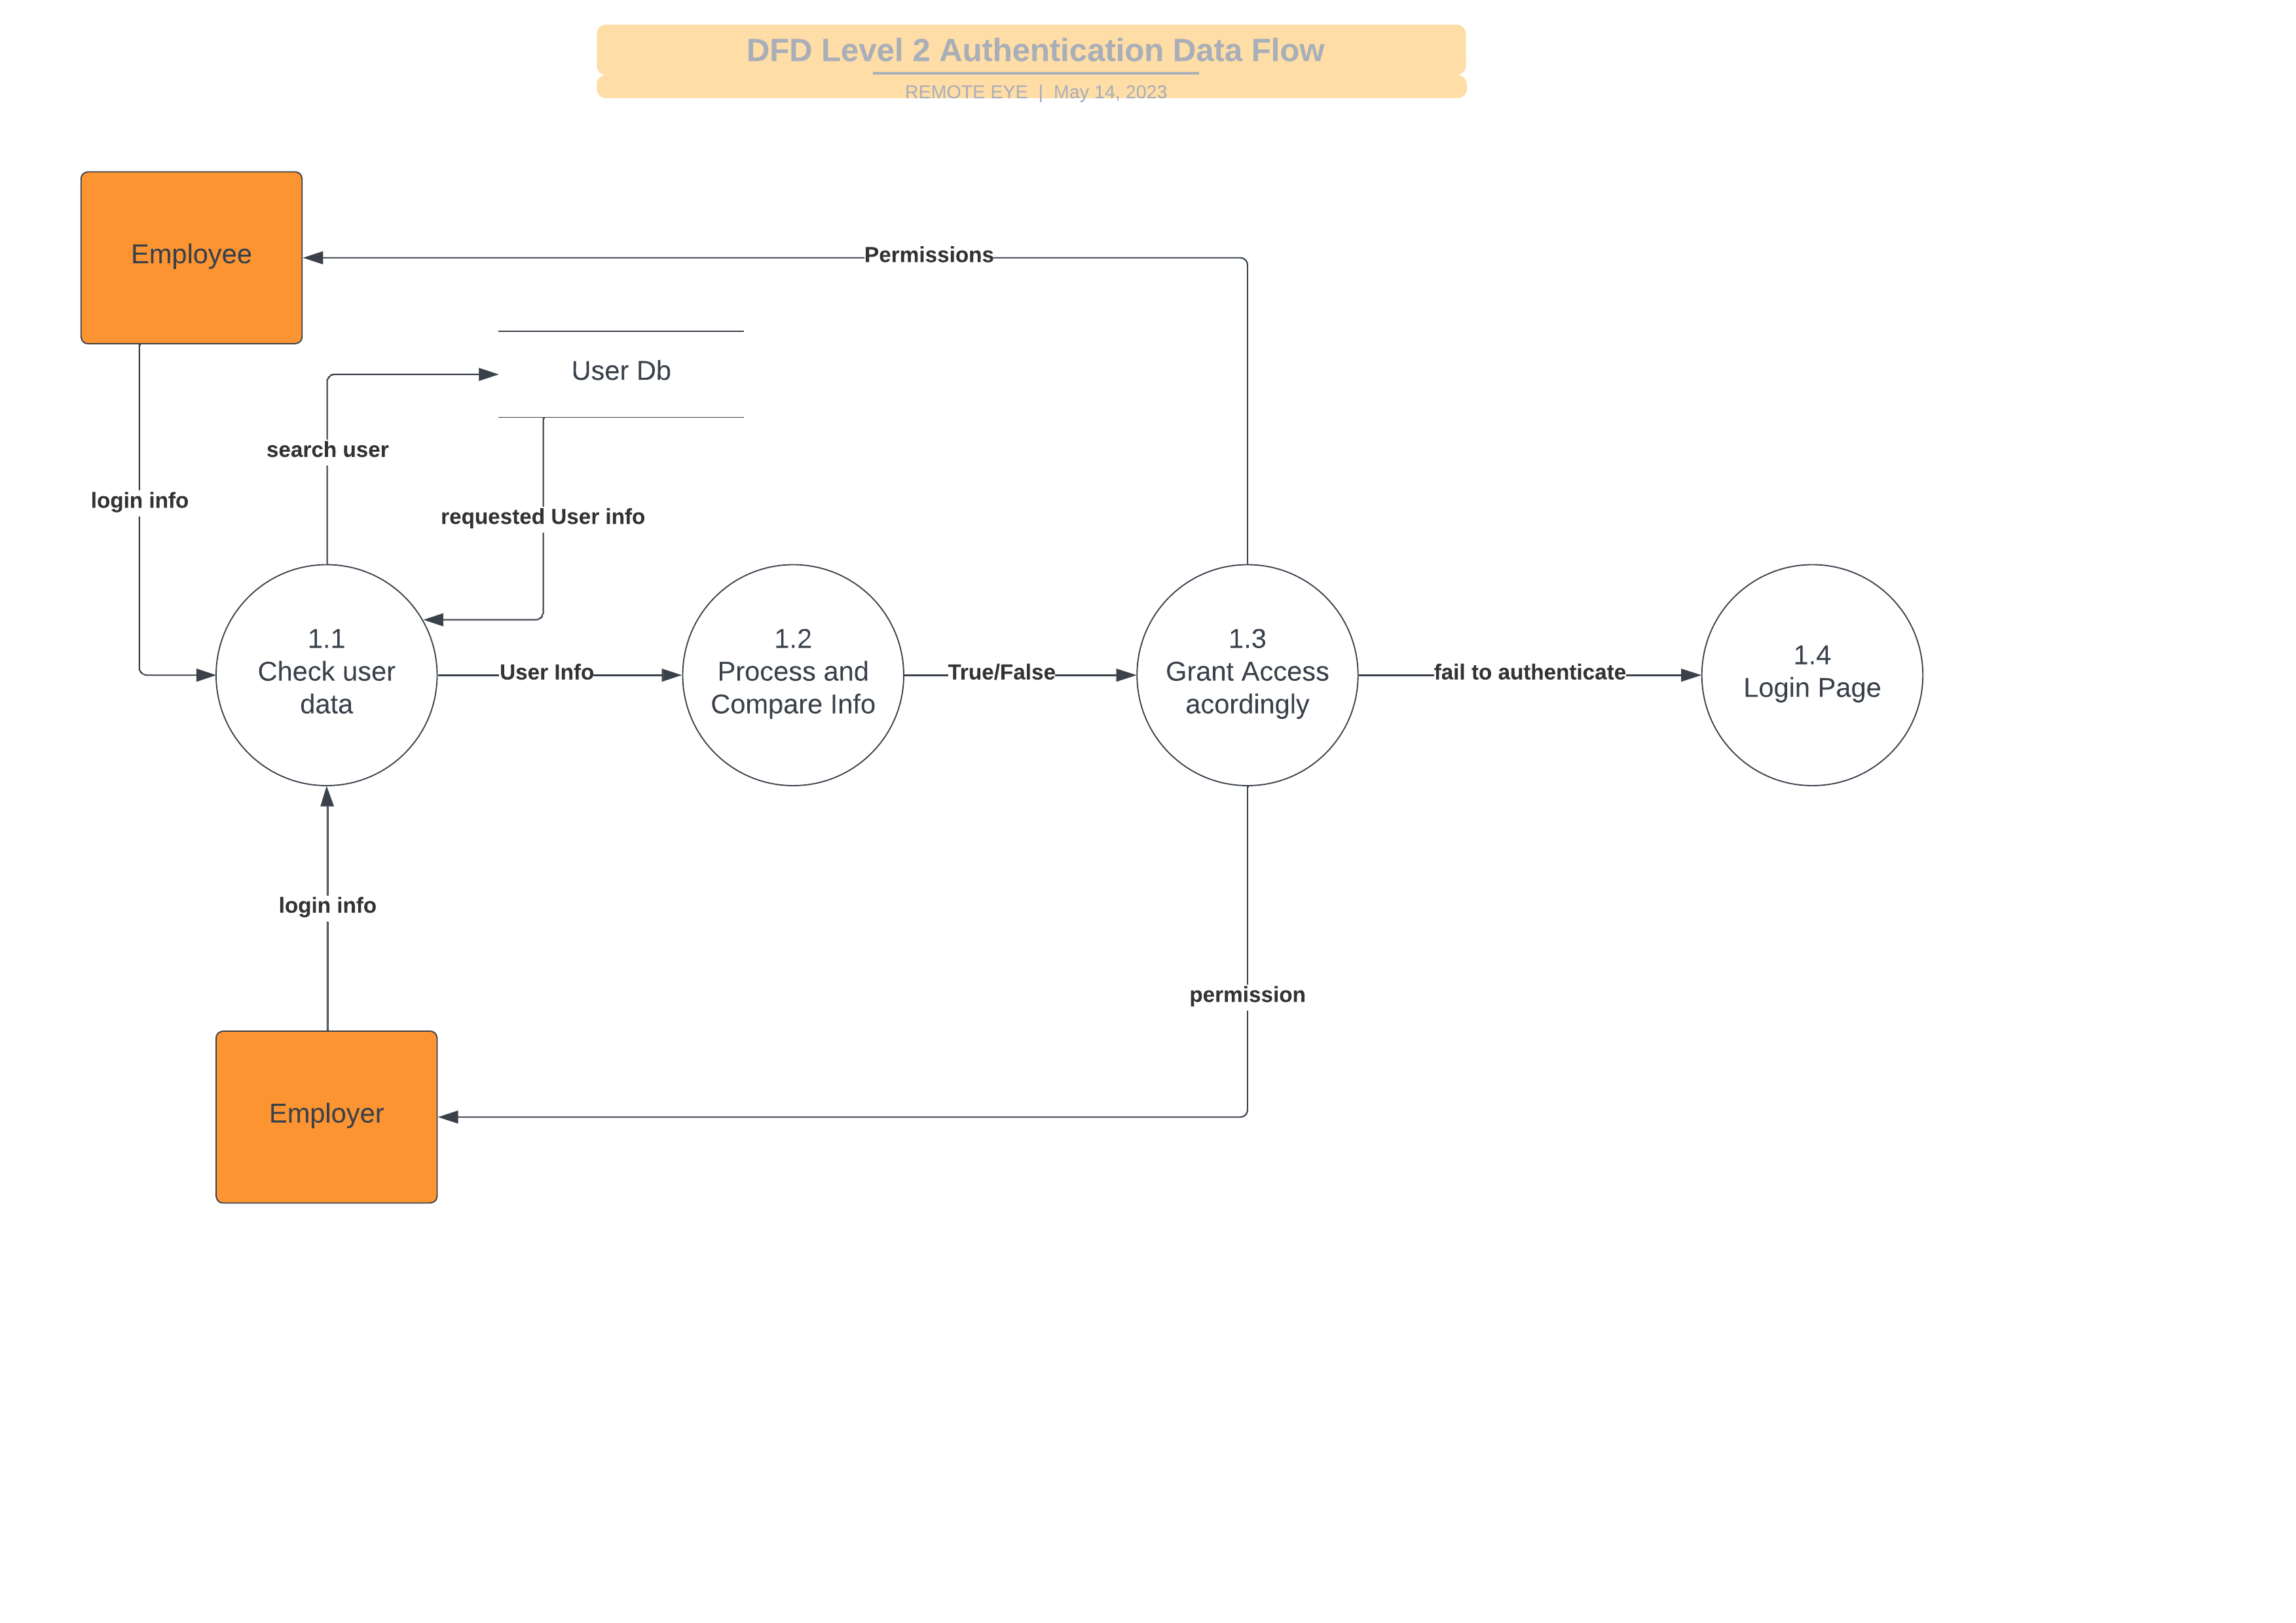 DFD Level 2 Authentication Data Flow
REMOTE EYE | May 14, 2023
Employee
Permissions
User Db
search user
login info
requested User info
1.1
Check user
data
User Info
1.2
Process and
Compare Info
True/False
1.3
Grant Access
acordingly
fail to authenticate
1.4
Login Page
login info
permission
Employer